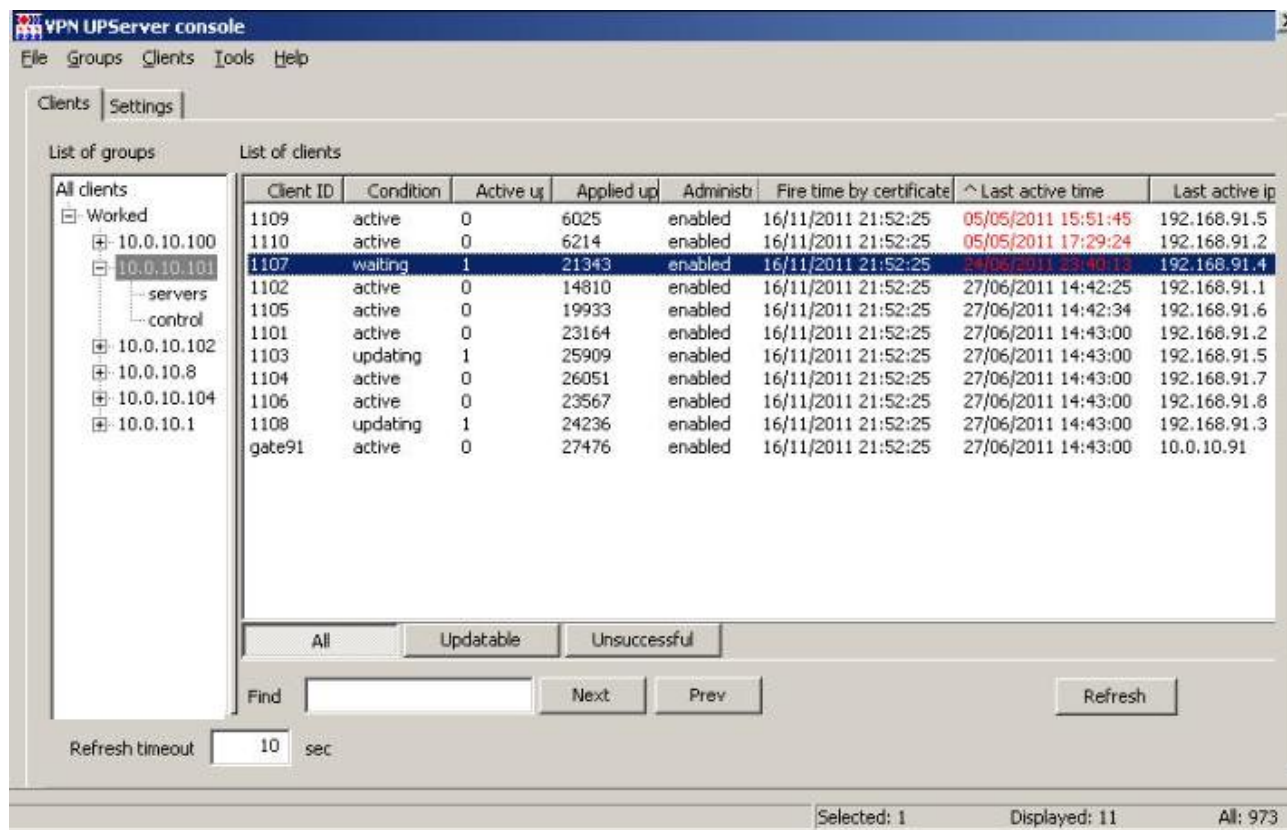 VPN UPServer console
File Groups Clients Tools Help
Clients Settings
List of groups List of clients
All clients
Worked
10.0.10.100
10.0.10.101
servers
control
10.0.10.102
10.0.10.8
10.0.10.104
10.0.10.1
Client ID Condition Active up Applied up Administr Fire time by certificate Last active time Last active ip
1109 active 0 6025 enabled 16/11/2011 21:52:25 05/05/2011 15:51:45 192.168.91.5
1110 active 0 6214 enabled 16/11/2011 21:52:25 05/05/2011 17:29:24 192.168.91.2
1107 waiting 1 21343 enabled 16/11/2011 21:52:25 24/06/2011 23:40:13 192.168.91.4
1102 active 0 14810 enabled 16/11/2011 21:52:25 27/06/2011 14:42:25 192.168.91.1
1105 active 0 19933 enabled 16/11/2011 21:52:25 27/06/2011 14:42:34 192.168.91.6
1101 active 0 23164 enabled 16/11/2011 21:52:25 27/06/2011 14:43:00 192.168.91.2
1103 updating 1 25909 enabled 16/11/2011 21:52:25 27/06/2011 14:43:00 192.168.91.5
1104 active 0 26051 enabled 16/11/2011 21:52:25 27/06/2011 14:43:00 192.168.91.7
1106 active 0 23567 enabled 16/11/2011 21:52:25 27/06/2011 14:43:00 192.168.91.8
1108 updating 1 24236 enabled 16/11/2011 21:52:25 27/06/2011 14:43:00 192.168.91.3
gate91 active 0 27476 enabled 16/11/2011 21:52:25 27/06/2011 14:43:00 10.0.10.91
All Updatable Unsuccessful
Find Next Prev Refresh
Refresh timeout 10 sec
Selected: 1 Displayed: 11 All: 973